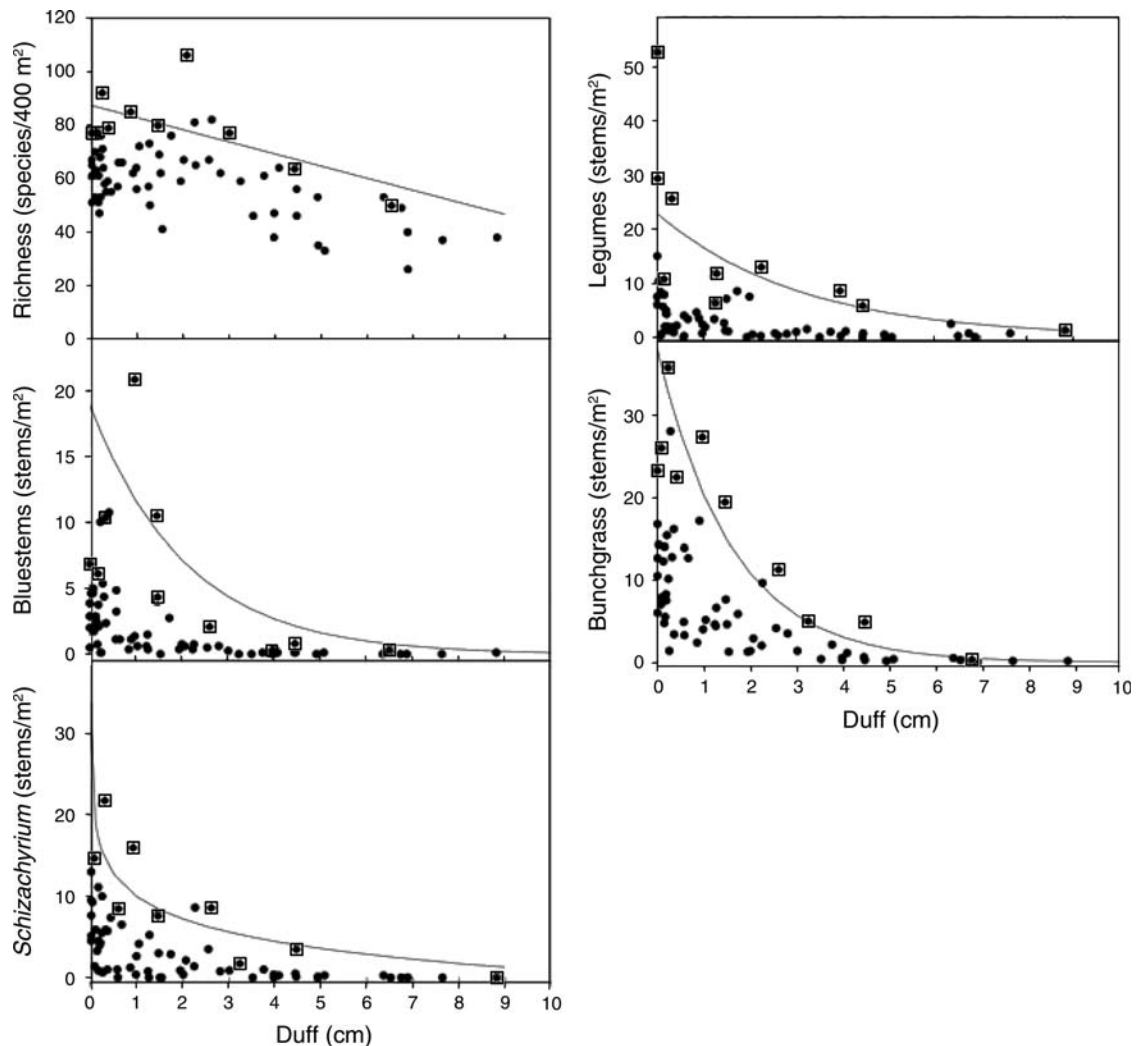 120
100
80
60
40
20
0
Richness (species/400 m²)
50
40
30
20
10
0
Legumes (stems/m²)
20
15
10
5
0
Bluestems (stems/m²)
30
20
10
0
Bunchgrass (stems/m²)
0 1 2 3 4 5 6 7 8 9 10
Duff (cm)
30
20
10
0
Schizachyrium (stems/m²)
0 1 2 3 4 5 6 7 8 9 10
Duff (cm)